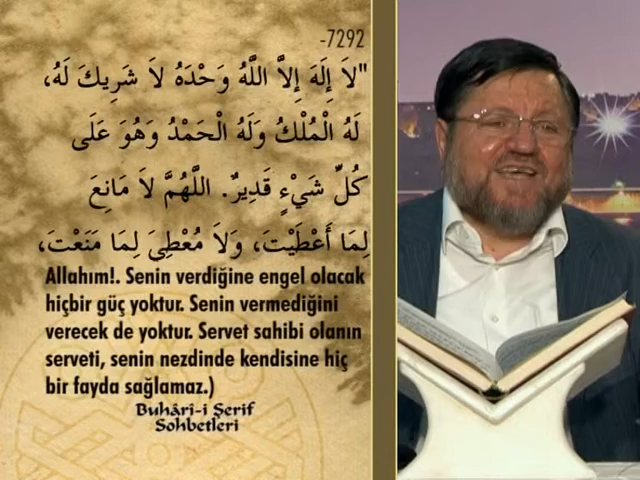 -7292
"لاَ إِلَهَ إِلاَّ اللَّهُ وَحْدَهُ لاَ شَرِيكَ لَهُ،
لَهُ الْمُلْكُ وَلَهُ الْحَمْدُ وَهُوَ عَلَى
كُلِّ شَيْءٍ قَدِيرٌ. اللَّهُمَّ لاَ مَانِعَ
لِمَا أَعْطَيْتَ، وَلاَ مُعْطِىَ لِمَا مَنَعْتَ،
Allahım!. Senin verdiğine engel olacak
hiçbir güç yoktur. Senin vermediğini
verecek de yoktur. Servet sahibi olanın
serveti, senin nezdinde kendisine hiç
bir fayda sağlamaz.)
Buhârî-i Şerif
Sohbetleri